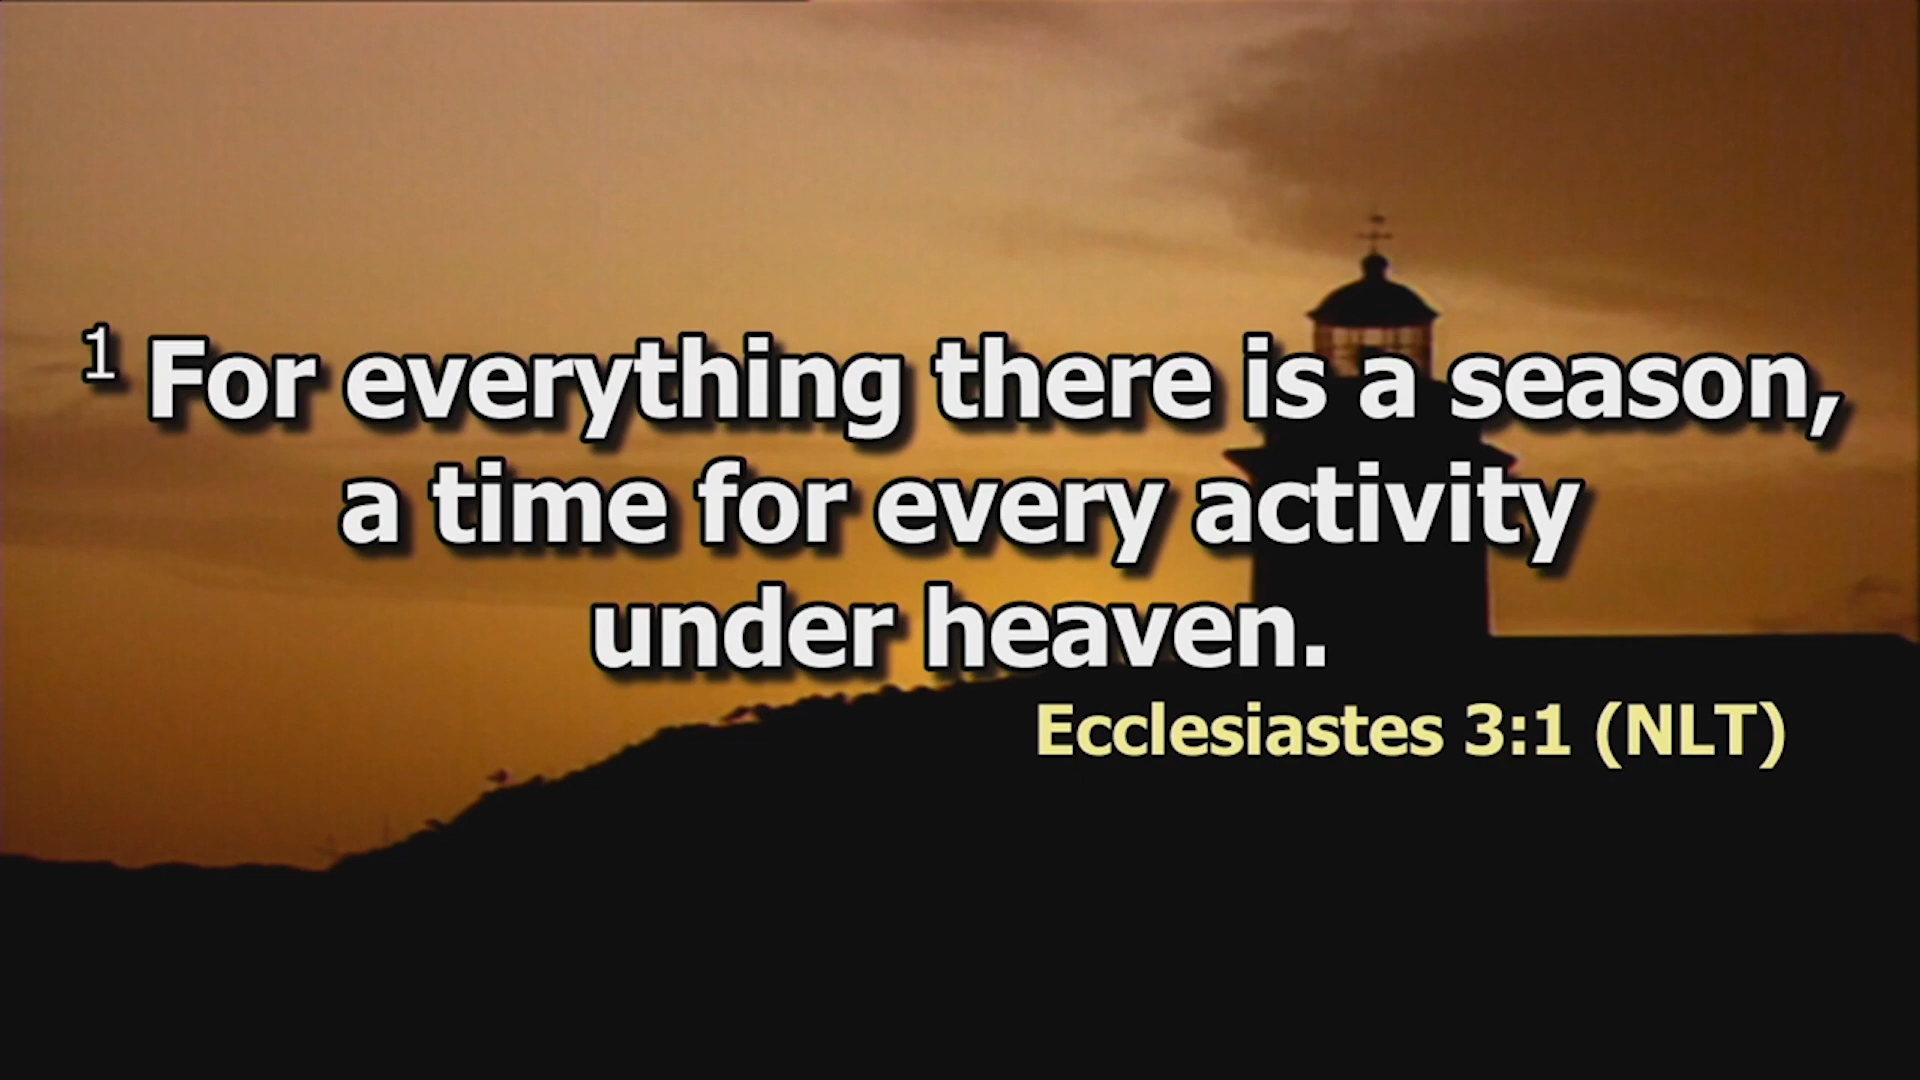 1 For everything there is a season,
a time for every activity
under heaven.
Ecclesiastes 3:1 (NLT)